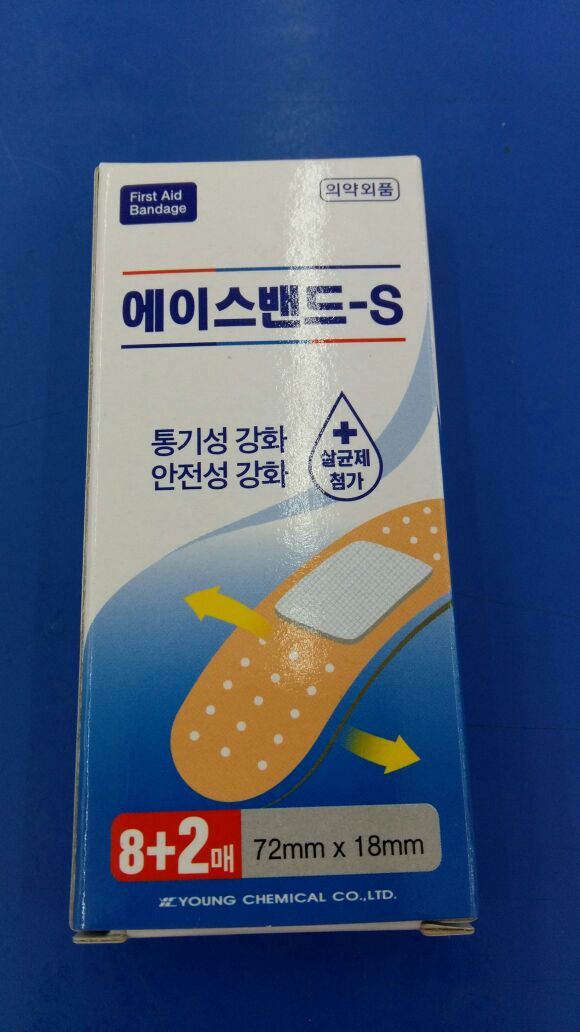 First Aid
Bandage
의약외품
에이스밴드-S
통기성 강화
안전성 강화
살균제
첨가
8+2매
72mm x 18mm
YOUNG CHEMICAL CO.,LTD.